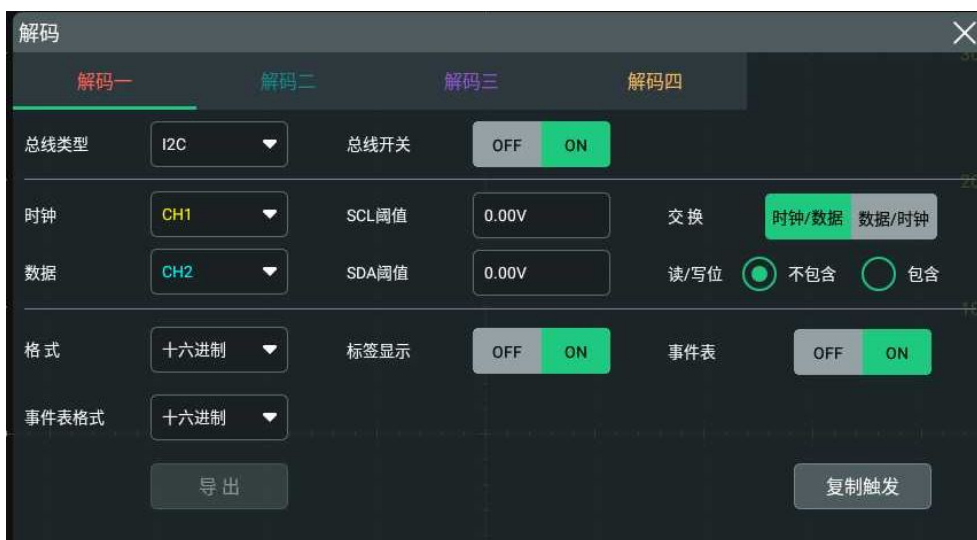 解码
解码一 解码二 解码三 解码四
总线类型 I2C 总线开关 OFF ON
时钟 CH1 SCL阈值 0.00V 交换 时钟/数据 数据/时钟
数据 CH2 SDA阈值 0.00V 读/写位 不包含 包含
格式 十六进制 标签显示 OFF ON 事件表 OFF ON
事件表格式 十六进制
导出 复制触发